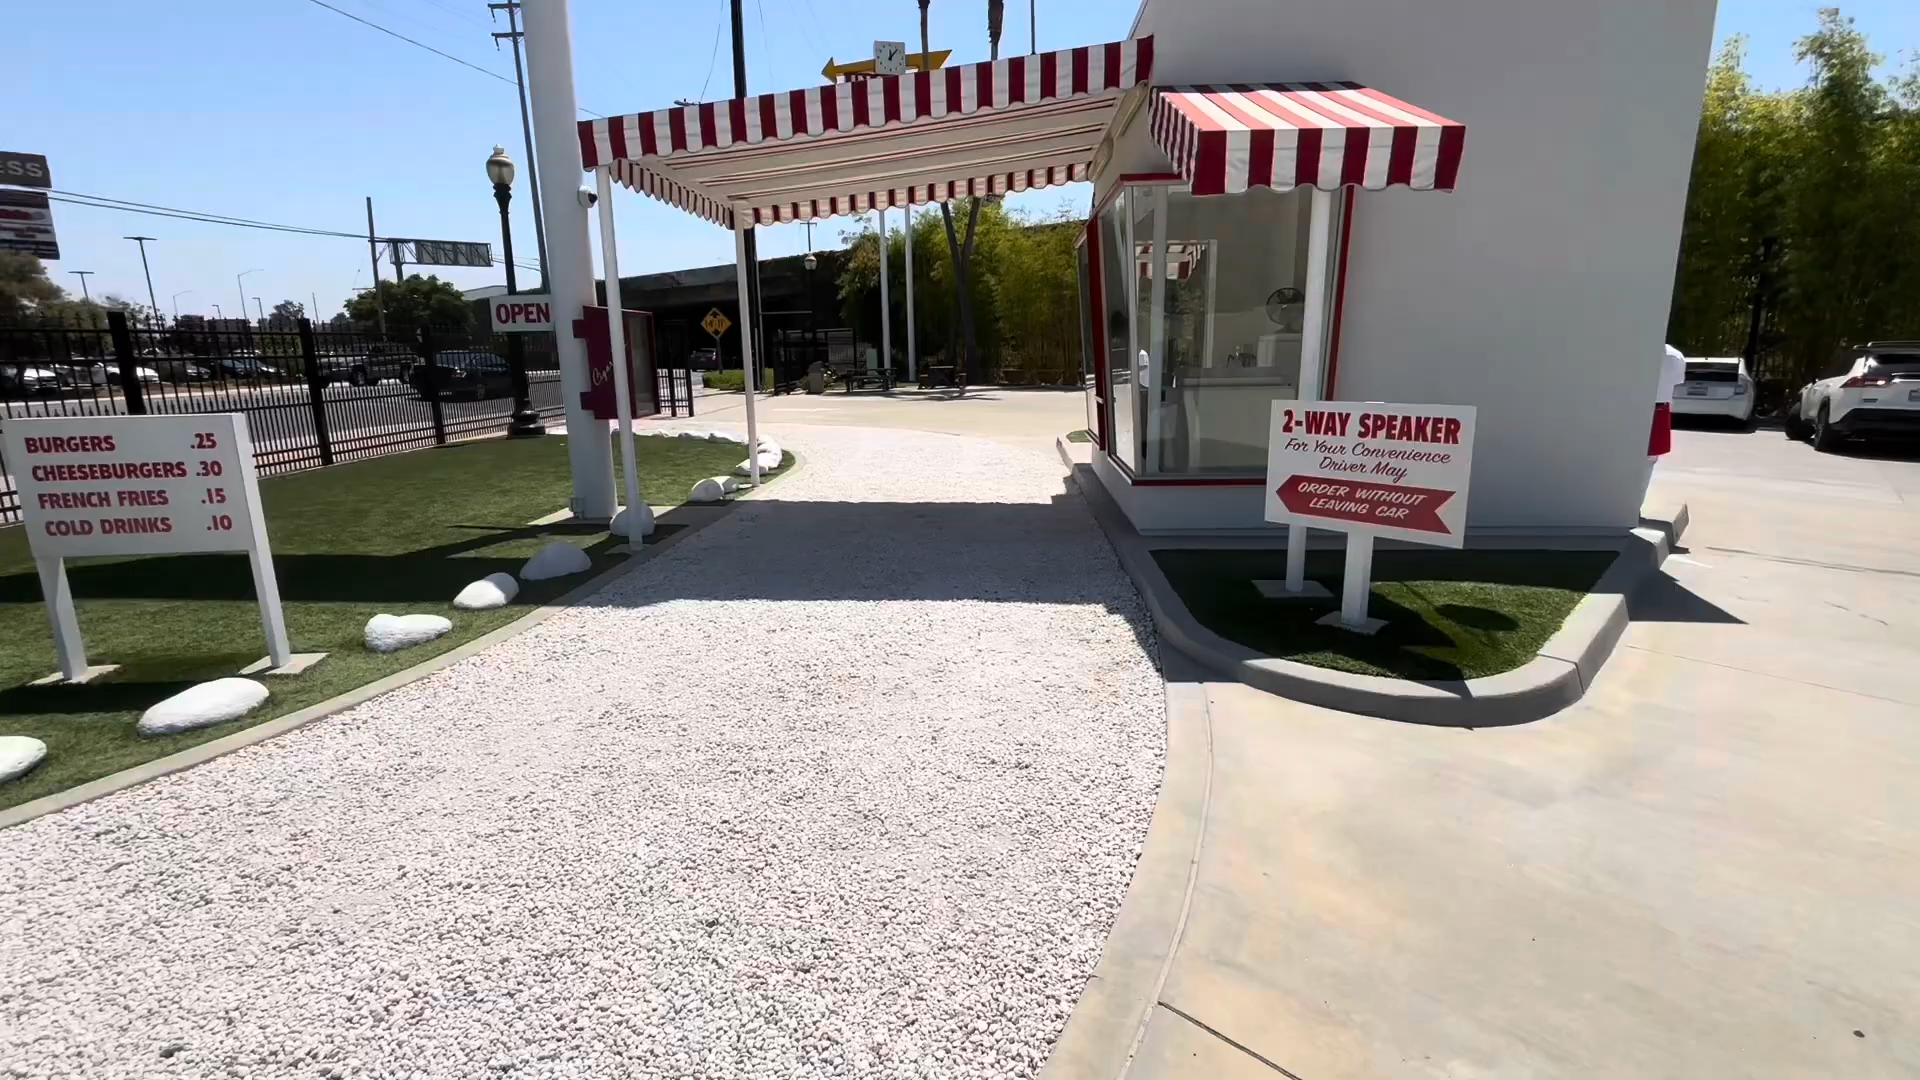 ESS
OPEN
BURGERS .25
CHEESEBURGERS .30
FRENCH FRIES .15
COLD DRINKS .10
2-WAY SPEAKER
For Your Convenience
Driver May
ORDER WITHOUT
LEAVING CAR